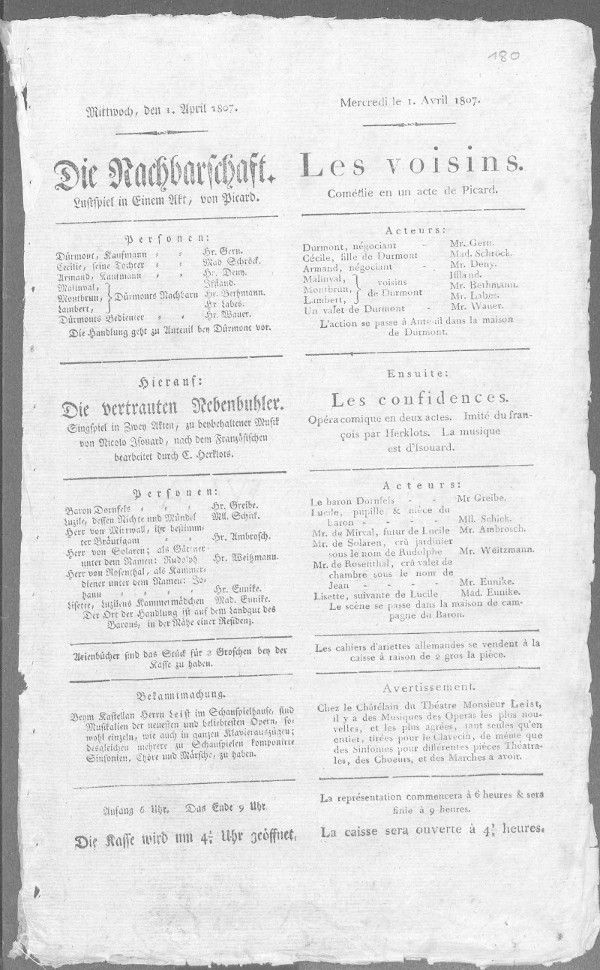 180
Mittwoch, den 1. April 1807.
Die Nachbarschaft.
Lustspiel in Einem Akt, von Picard.
Personen:
Dürmont, Kaufmann " " Hr. Gern.
Cecilie, seine Tochter " " Mad Schröck.
Armand, Kaufmann " " Hr. Deny.
Malinval, Iffland.
Montbrun, } Dürmonts Nachbarn Hr. Bethmann.
Lambert, Hr Labes.
Dürmonts Bedienter " " Hr. Wauer.
Die Handlung geht zu Auteuil bey Dürmont vor.
Hierauf:
Die vertrauten Nebenbuhler.
Singspiel in Zwey Akten, zu beybehaltener Musik
von Nicolo Isouard, nach dem Französischen
bearbeitet durch C. Herklots.
Personen:
Baron Dornfels " " " Hr. Greibe.
Luzile, dessen Nichte und Mündel Mll. Schick.
Herr von Mirrwall, ihr bestimm-
ter Bräutigam " " Hr. Ambrosch.
Herr von Solaren; als Gärtner-
unter dem Namen: Rudolph Hr. Weitzmann.
Herr von Rosenthal, als Kammer-
diener unter dem Namen: Jo-
hann " " " " Hr. Eunike.
Lisette, Luzilens Kammermädchen Mad. Eunike.
Der Ort der Handlung ist auf dem Landgut des
Barons, in der Nähe einer Residenz.
Arienbücher sind das Stück für 2 Groschen bey der
Kasse zu haben.
Bekanntmachung.
Beym Kastellan Herrn Leist im Schauspielhause, sind
Musikalien der neuesten und beliebtesten Opern, so-
wohl einzeln, wie auch in ganzen Klavierauszügen;
desgleichen mehrere zu Schauspielen komponirte
Sinfonien, Chöre und Märsche, zu haben.
Anfang 6 Uhr. Das Ende 9 Uhr.
Die Kasse wird um 4½ Uhr geöffnet.
Mercredi le 1. Avril 1807.
Les voisins.
Comédie en un acte de Picard.
Acteurs:
Durmont, négociant - Mr. Gern.
Cécile, fille de Durmont Mad. Schröck.
Armand, négociant - Mr. Deny.
Malinval, voisins Iffland.
Montbrun, } Mr. Bethmann.
Lambert, de Durmont Mr. Labes.
Un valet de Durmont - Mr. Wauer.
L'action se passe à Auteuil dans la maison
de Durmont.
Ensuite:
Les confidences.
Opéra comique en deux actes. Imité du fran-
çois par Herklots. La musique
est d'Isouard.
Acteurs:
Le baron Dornfels - - Mr Greibe.
Lucile, pupille & niéce du
baron - - - - Mll. Schick.
Mr. de Mirval, futur de Lucile Mr. Ambrosch.
Mr. de Solaren, crû jardinier
sous le nom de Rudolphe Mr. Weitzmann.
Mr. de Rosenthal, crû valet de
chambre sous le nom de
Jean - - - - Mr. Eunike.
Lisette, suivante de Lucile Mad. Eunike.
Le scène se passe dans la maison de cam-
pagne du Baron.
Les cahiers d'ariettes allemandes se vendent à la
caisse à raison de 2 gros la pièce.
Avertissement.
Chez le Châtelain du Théatre Monsieur Leist,
il y a des Musiques des Operas les plus nou-
velles, et les plus agrées, tant seules qu'en
entier, tirées pour le Clavecin, de même que
des Sinfonies pour différentes pièces Théatra-
les, des Choeurs, et des Marches a avoir.
La représentation commencera à 6 heures & sera
finie à 9 heures.
La caisse sera ouverte à 4½ heures.